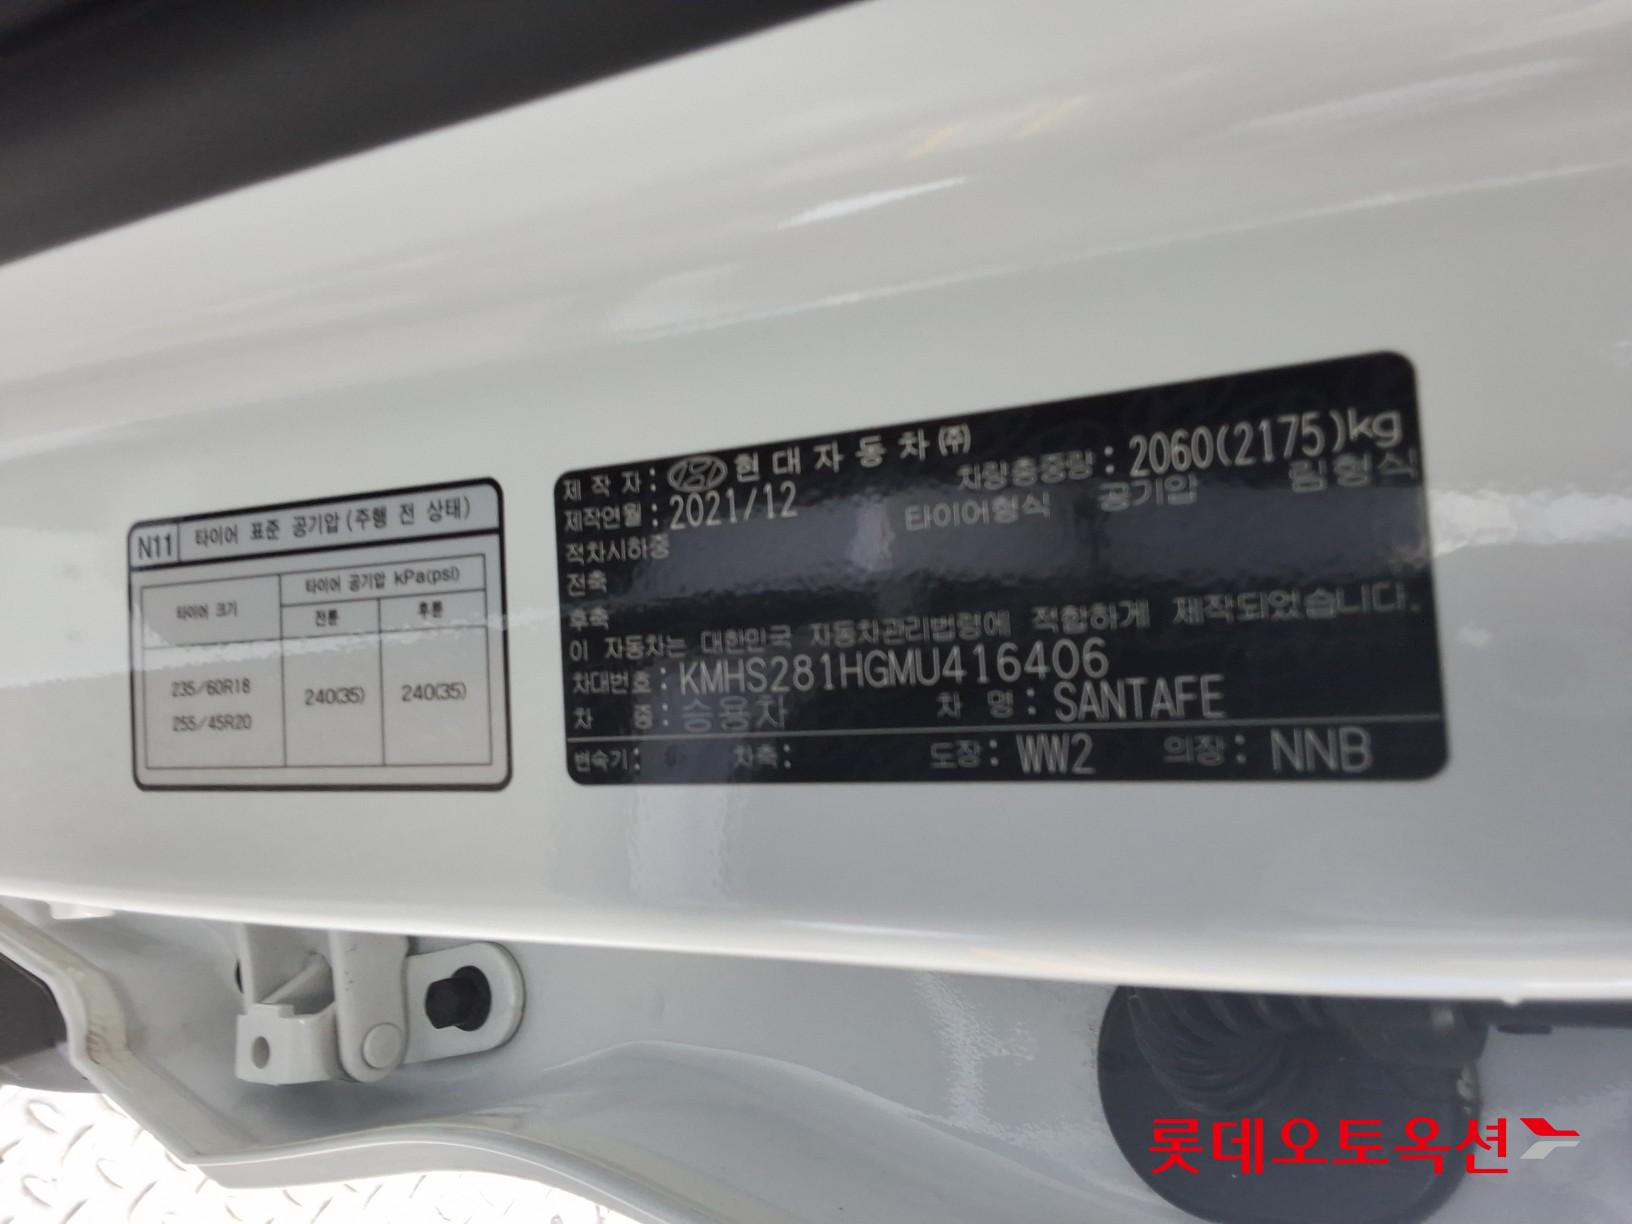 N11 타이어 표준 공기압 (주행 전 상태)
타이어 크기
타이어 공기압 kPa(psi)
전륜 후륜
235/60R18
255/45R20
240(35) 240(35)
제 작 자 : 현대자동차㈜ 차량총중량 : 2060(2175)kg
제작연월 : 2021/12 타이어형식 공기압 림형식
적차시하중
전축
후축
이 자동차는 대한민국 자동차관리법령에 적합하게 제작되었습니다.
차대번호 : KMHS281HGMU416406
차 종 : 승용차 차 명 : SANTAFE
변속기 : 차축 : 도장 : WW2 의장 : NNB
롯데오토옥션